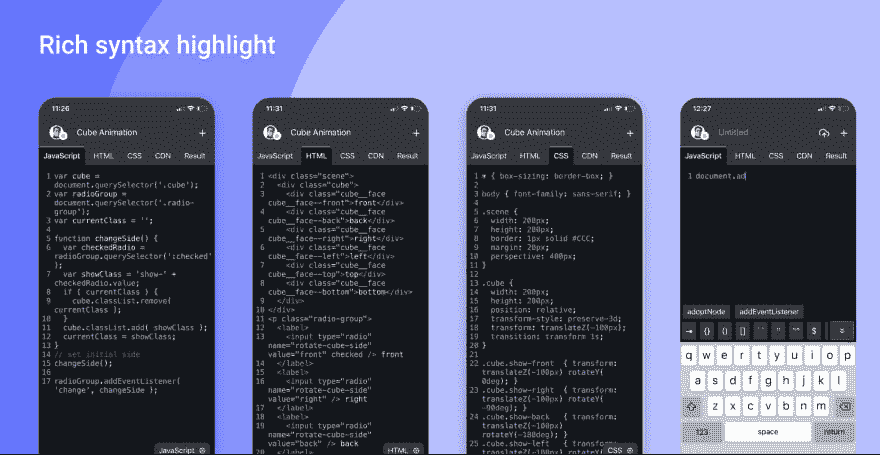 Rich syntax highlight
11:26
Cube Animation
+
JavaScript HTML CSS CDN Result
1 var cube =
document.querySelector('.cube');
2 var radioGroup =
document.querySelector('.radio-
group');
3 var currentClass = '';
4
5 function changeSide() {
6 var checkedRadio =
radioGroup.querySelector(':checked'
);
7 var showClass = 'show-' +
checkedRadio.value;
8 if ( currentClass ) {
9 cube.classList.remove(
currentClass );
10 }
11 cube.classList.add( showClass );
12 currentClass = showClass;
13 }
14 // set initial side
15 changeSide();
16
17 radioGroup.addEventListener(
'change', changeSide );
JavaScript
11:31
Cube Animation
+
JavaScript HTML CSS CDN Result
1 <div class="scene">
2 <div class="cube">
3 <div class="cube__face
cube__face--front">front</div>
4 <div class="cube__face
cube__face--back">back</div>
5 <div class="cube__face
cube__face--right">right</div>
6 <div class="cube__face
cube__face--left">left</div>
7 <div class="cube__face
cube__face--top">top</div>
8 <div class="cube__face
cube__face--bottom">bottom</div>
9 </div>
10 </div>
11 <p class="radio-group">
12 <label>
13 <input type="radio"
name="rotate-cube-side"
value="front" checked /> front
14 </label>
15 <label>
16 <input type="radio"
name="rotate-cube-side"
value="right" /> right
17 </label>
18 <label>
19 <input type="radio"
name="rotate-cube-side"
value="back" /> back
20 </label>
HTML
11:31
Cube Animation
+
JavaScript HTML CSS CDN Result
1 * { box-sizing: border-box; }
2
3 body { font-family: sans-serif; }
4
5 .scene {
6 width: 200px;
7 height: 200px;
8 border: 1px solid #CCC;
9 margin: 20px;
10 perspective: 400px;
11 }
12
13 .cube {
14 width: 200px;
15 height: 200px;
16 position: relative;
17 transform-style: preserve-3d;
18 transform: translateZ(-100px);
19 transition: transform 1s;
20 }
21
22 .cube.show-front { transform:
translateZ(-100px) rotateY(
0deg); }
23 .cube.show-right { transform:
translateZ(-100px) rotateY(
-90deg); }
24 .cube.show-back { transform:
translateZ(-100px)
rotateY(-180deg); }
25 .cube.show-left { transform:
translateZ(-100px) rotateY(
CSS
12:27
Untitled
+
JavaScript HTML CSS CDN Result
1 document.ad
adoptNode addEventListener
{} () [] `` '' "" $
q w e r t y u i o p
a s d f g h j k l
z x c v b n m
123 space return